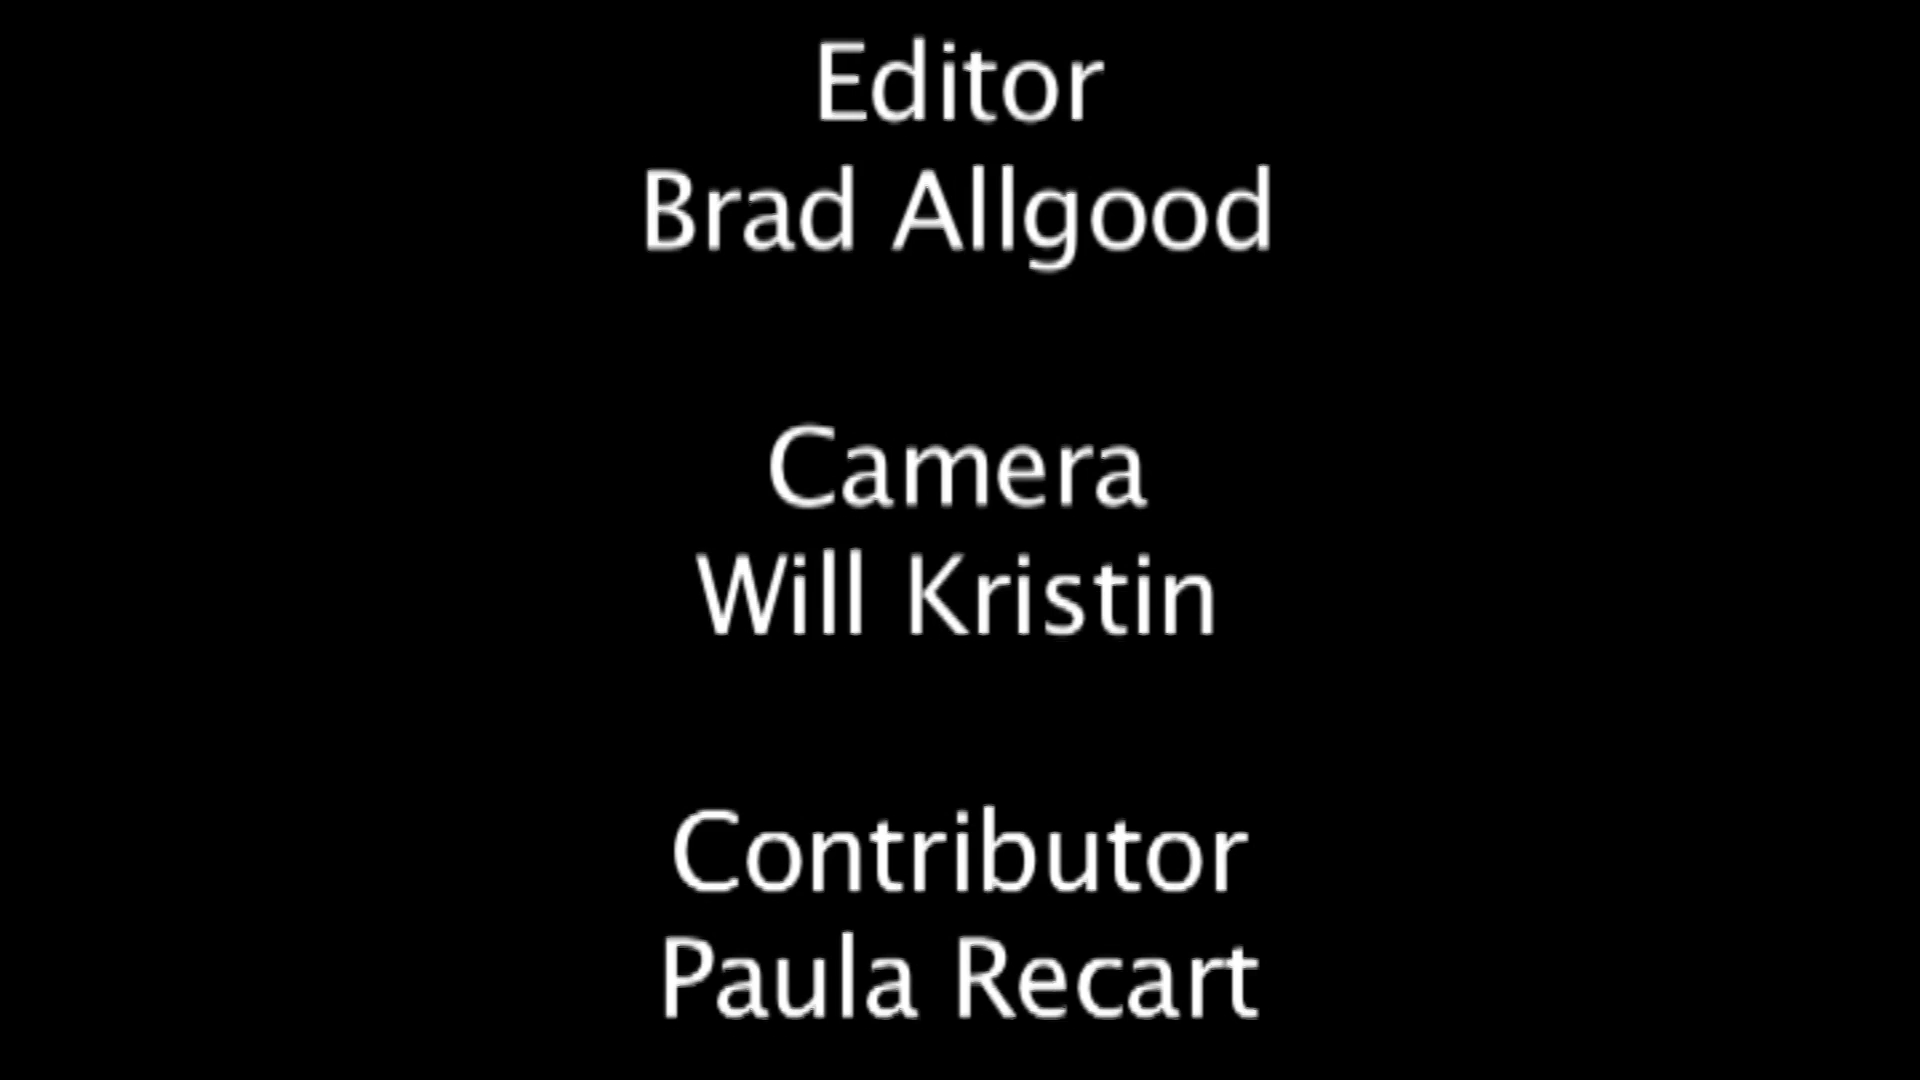 Editor
Brad Allgood
Camera
Will Kristin
Contributor
Paula Recart